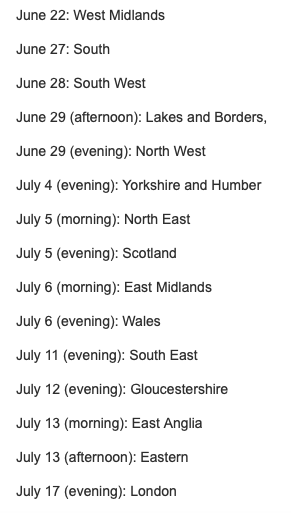 June 22: West Midlands
June 27: South
June 28: South West
June 29 (afternoon): Lakes and Borders,
June 29 (evening): North West
July 4 (evening): Yorkshire and Humber
July 5 (morning): North East
July 5 (evening): Scotland
July 6 (morning): East Midlands
July 6 (evening): Wales
July 11 (evening): South East
July 12 (evening): Gloucestershire
July 13 (morning): East Anglia
July 13 (afternoon): Eastern
July 17 (evening): London